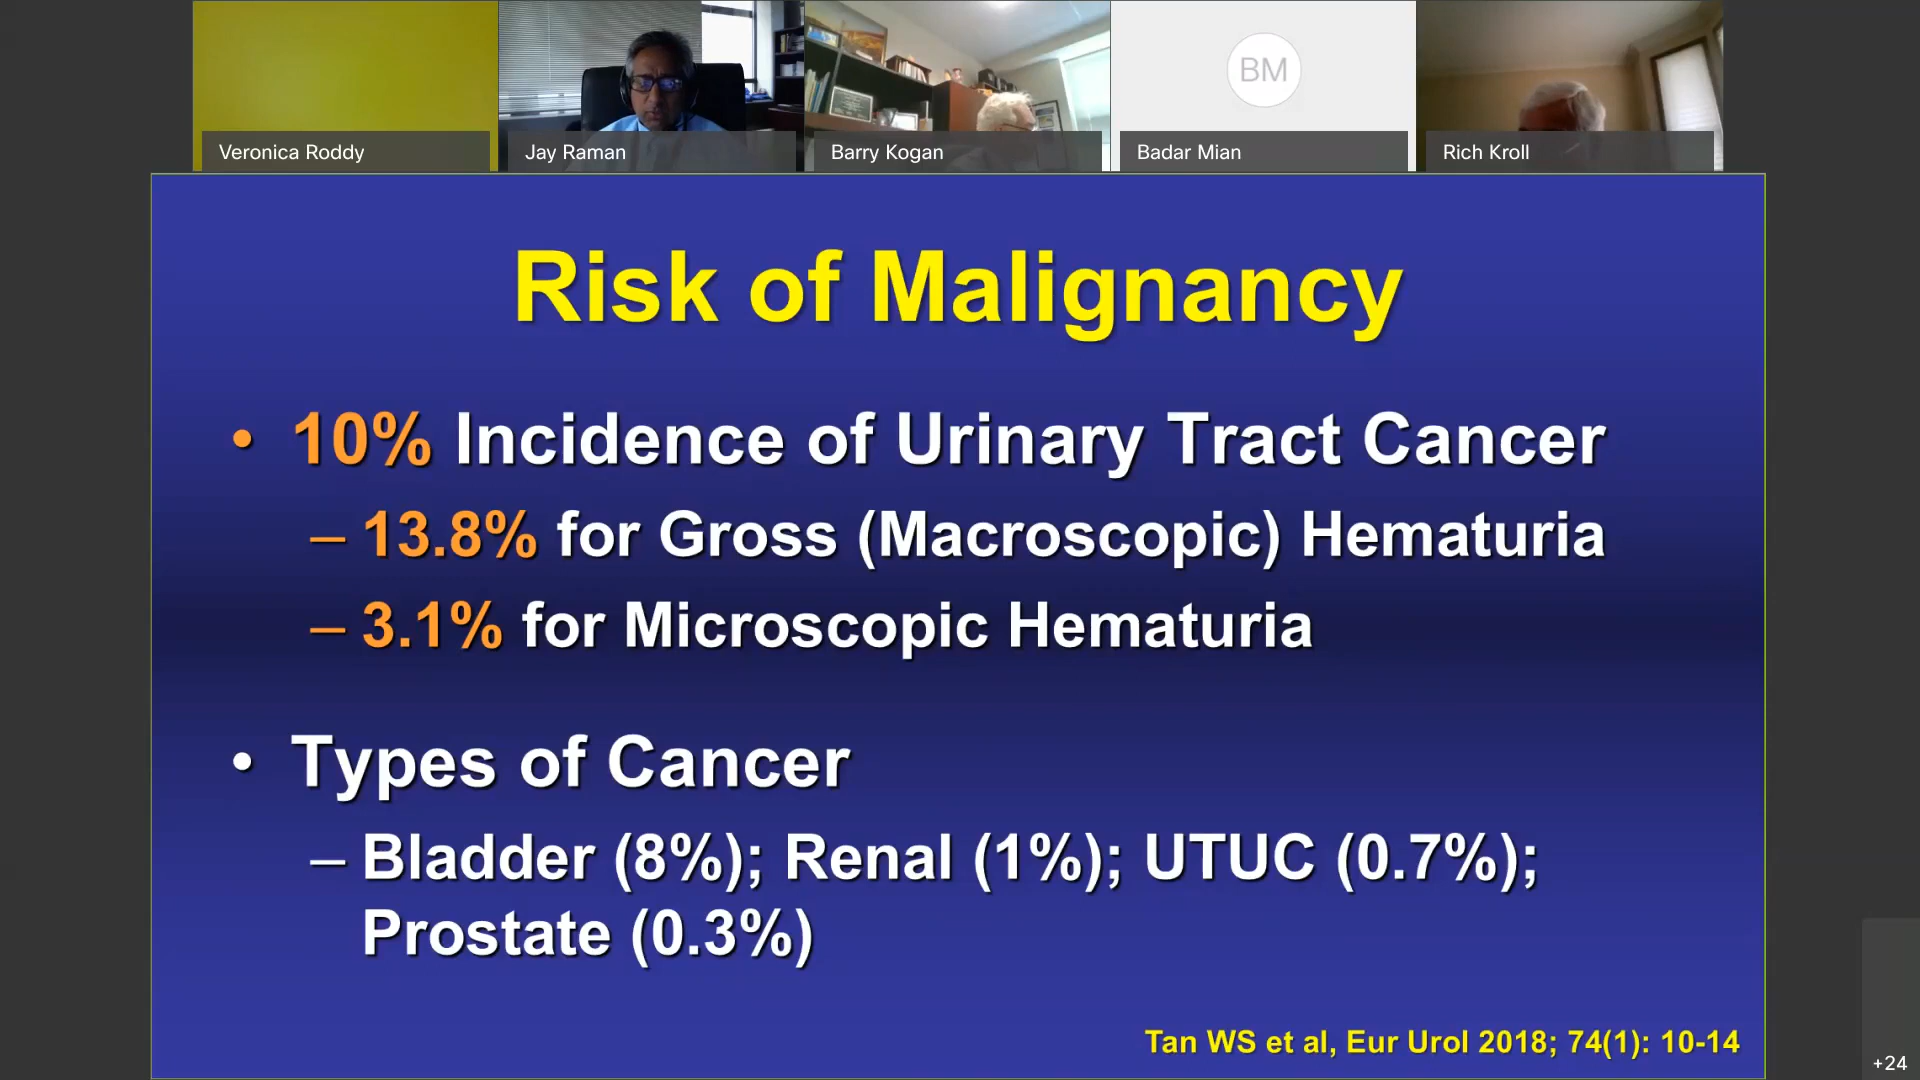 Veronica Roddy
Jay Raman
Barry Kogan
BM
Badar Mian
Rich Kroll
Risk of Malignancy
• 10% Incidence of Urinary Tract Cancer
– 13.8% for Gross (Macroscopic) Hematuria
– 3.1% for Microscopic Hematuria
• Types of Cancer
– Bladder (8%); Renal (1%); UTUC (0.7%);
Prostate (0.3%)
Tan WS et al, Eur Urol 2018; 74(1): 10-14
+24